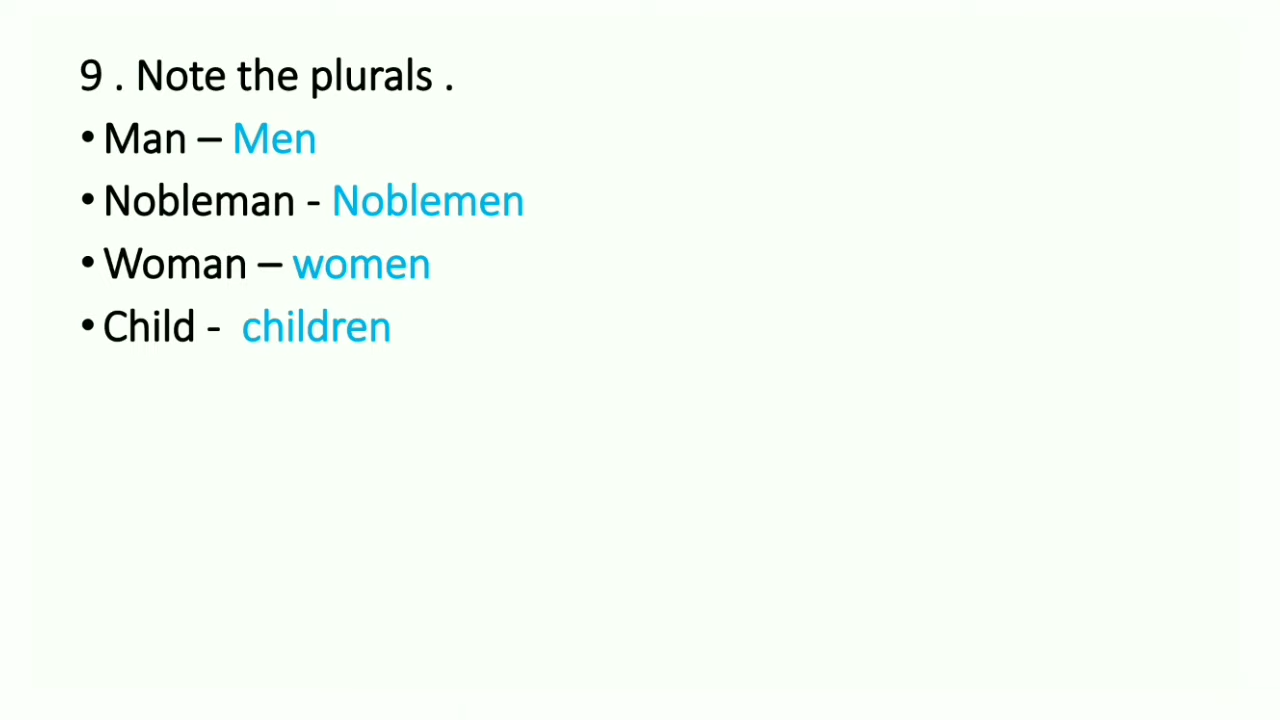 9 . Note the plurals .
• Man – Men
• Nobleman - Noblemen
• Woman – women
• Child -  children